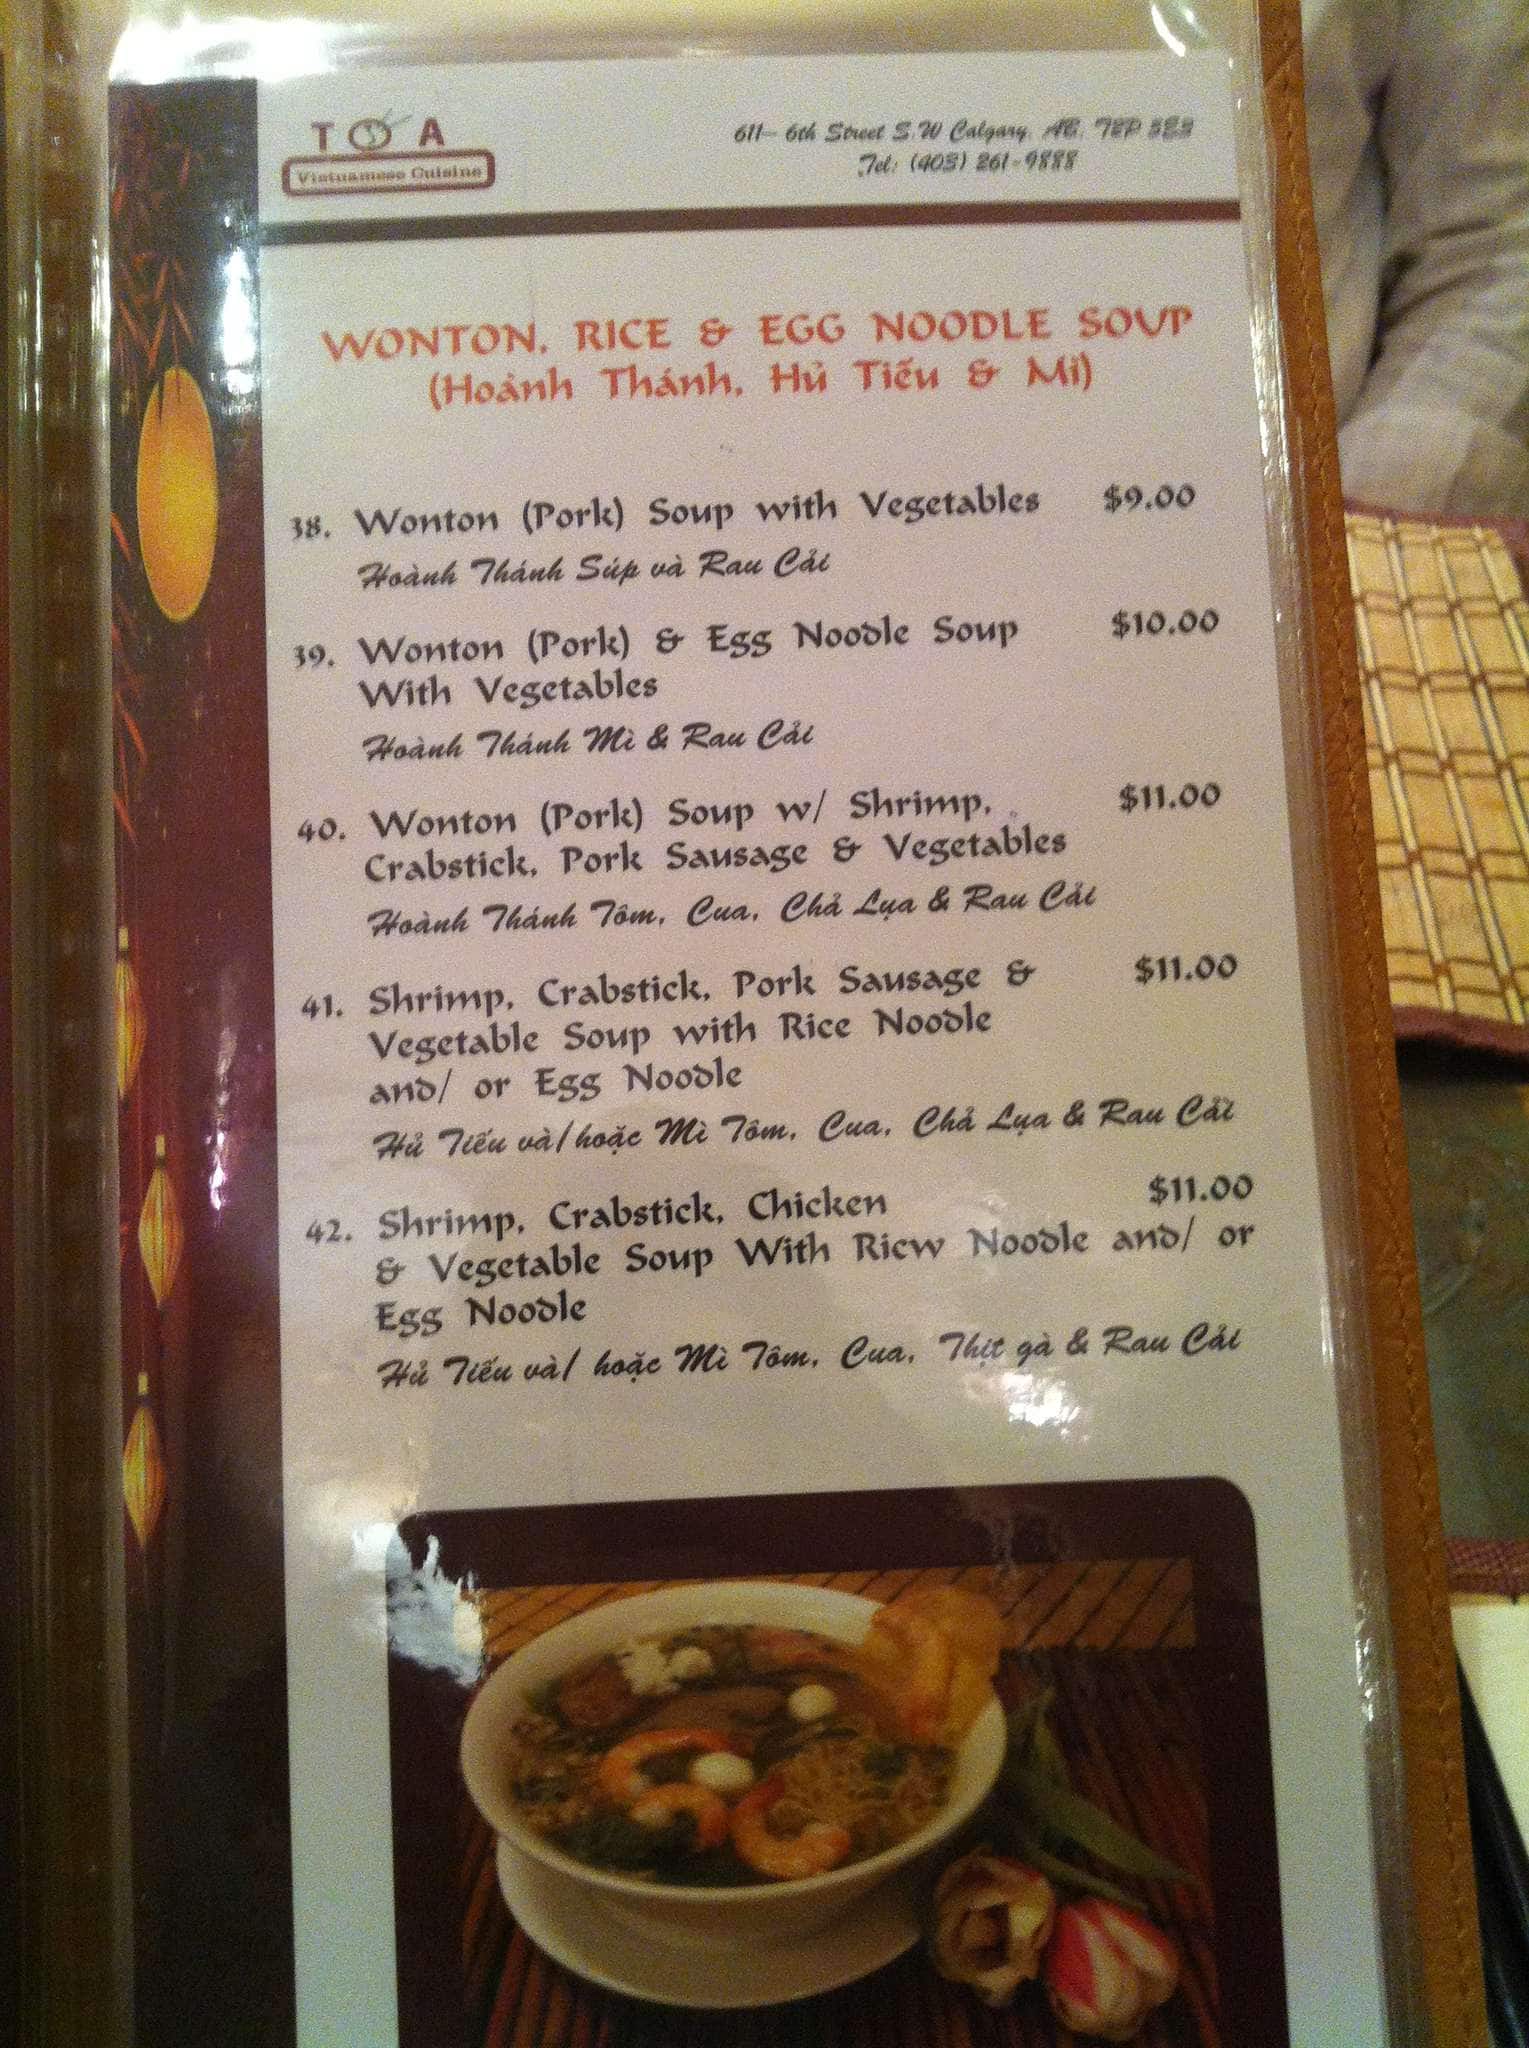 TOA
Vietnamese Cuisine
611- 6th Street S.W Calgary, AB, T2P
Tel: (403) 261-9888
WONTON, RICE & EGG NOODLE SOUP
(Hoành Thánh, Hủ Tiếu & Mì)
38. Wonton (Pork) Soup with Vegetables $9.00
Hoành Thánh Súp và Rau Cải
39. Wonton (Pork) & Egg Noodle Soup $10.00
With Vegetables
Hoành Thánh Mì & Rau Cải
40. Wonton (Pork) Soup w/ Shrimp, $11.00
Crabstick, Pork Sausage & Vegetables
Hoành Thánh Tôm, Cua, Chả Lụa & Rau Cải
41. Shrimp, Crabstick, Pork Sausage & $11.00
Vegetable Soup with Rice Noodle
and/ or Egg Noodle
Hủ Tiếu và/hoặc Mì Tôm, Cua, Chả Lụa & Rau Cải
42. Shrimp, Crabstick, Chicken $11.00
& Vegetable Soup With Ricw Noodle and/ or
Egg Noodle
Hủ Tiếu và/ hoặc Mì Tôm, Cua, Thịt gà & Rau Cải